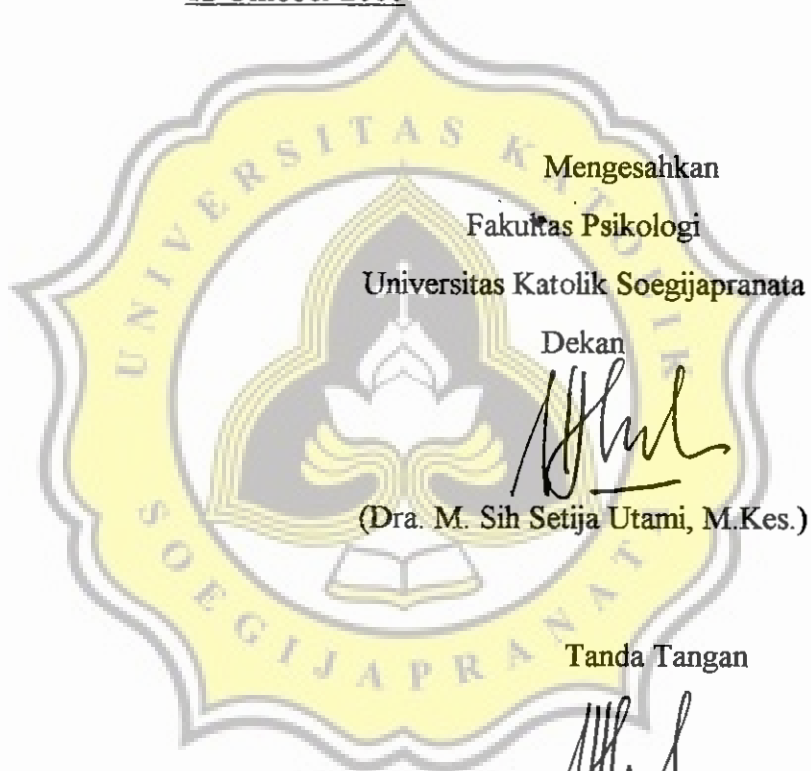 Mengesahkan
Fakultas Psikologi
Universitas Katolik Soegijapranata
Dekan
(Dra. M. Sih Setija Utami, M.Kes.)
Tanda Tangan
UNIVERSITAS KATOLIK
SOEGIJAPRANATA